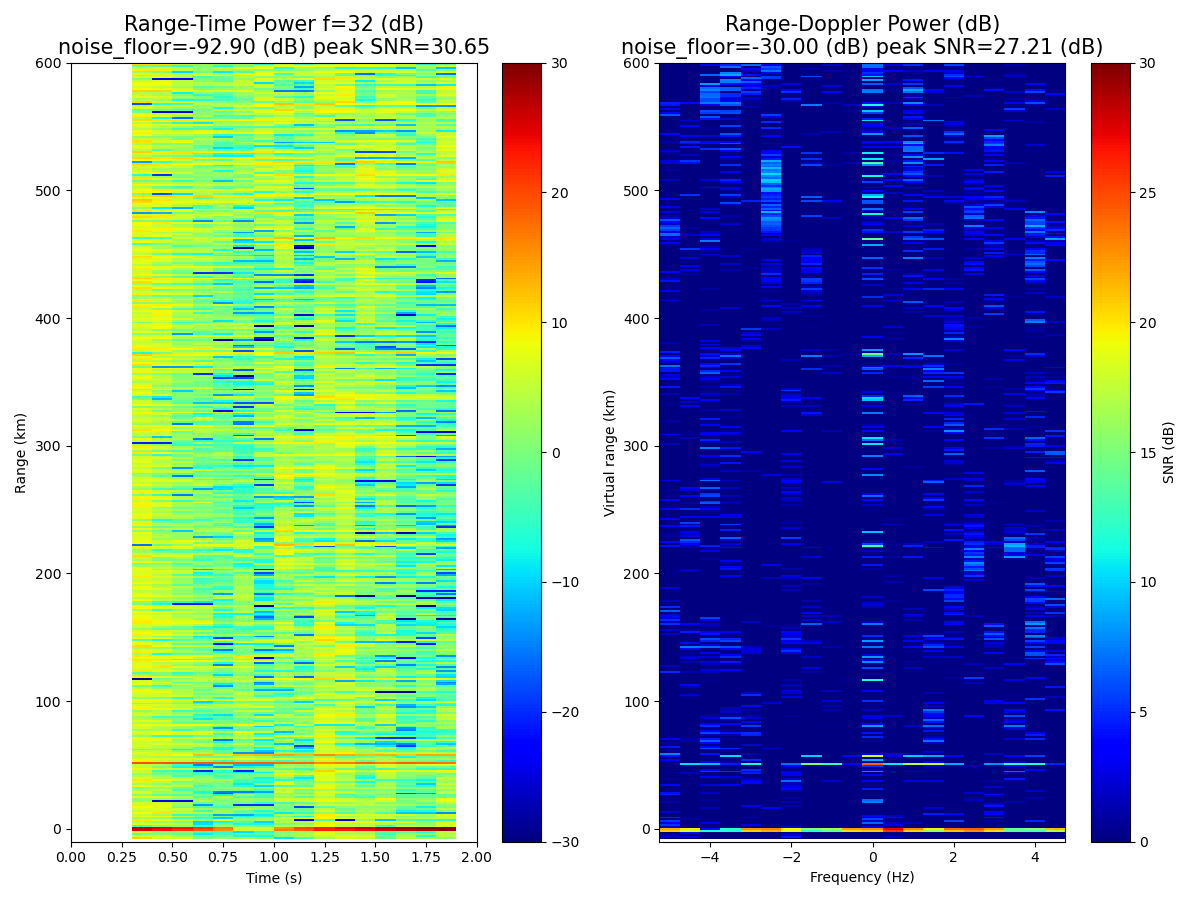 Range-Time Power f=32 (dB)
noise_floor=-92.90 (dB) peak SNR=30.65
Range-Doppler Power (dB)
noise_floor=-30.00 (dB) peak SNR=27.21 (dB)
600
500
400
300
200
100
0
Range (km)
0.00 0.25 0.50 0.75 1.00 1.25 1.50 1.75 2.00
Time (s)
30
20
10
0
−10
−20
−30
600
500
400
300
200
100
0
Virtual range (km)
−4 −2 0 2 4
Frequency (Hz)
30
25
20
15
10
5
0
SNR (dB)